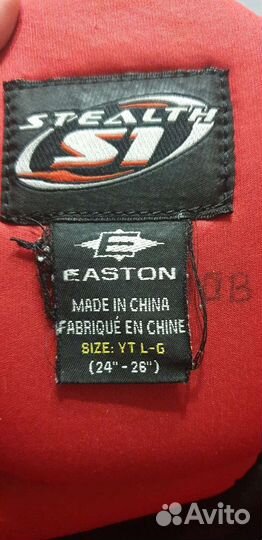 STEALTH
S1
EASTON
MADE IN CHINA
FABRIQUÉ EN CHINE
SIZE: YT L-G
(24"-26")
Avito